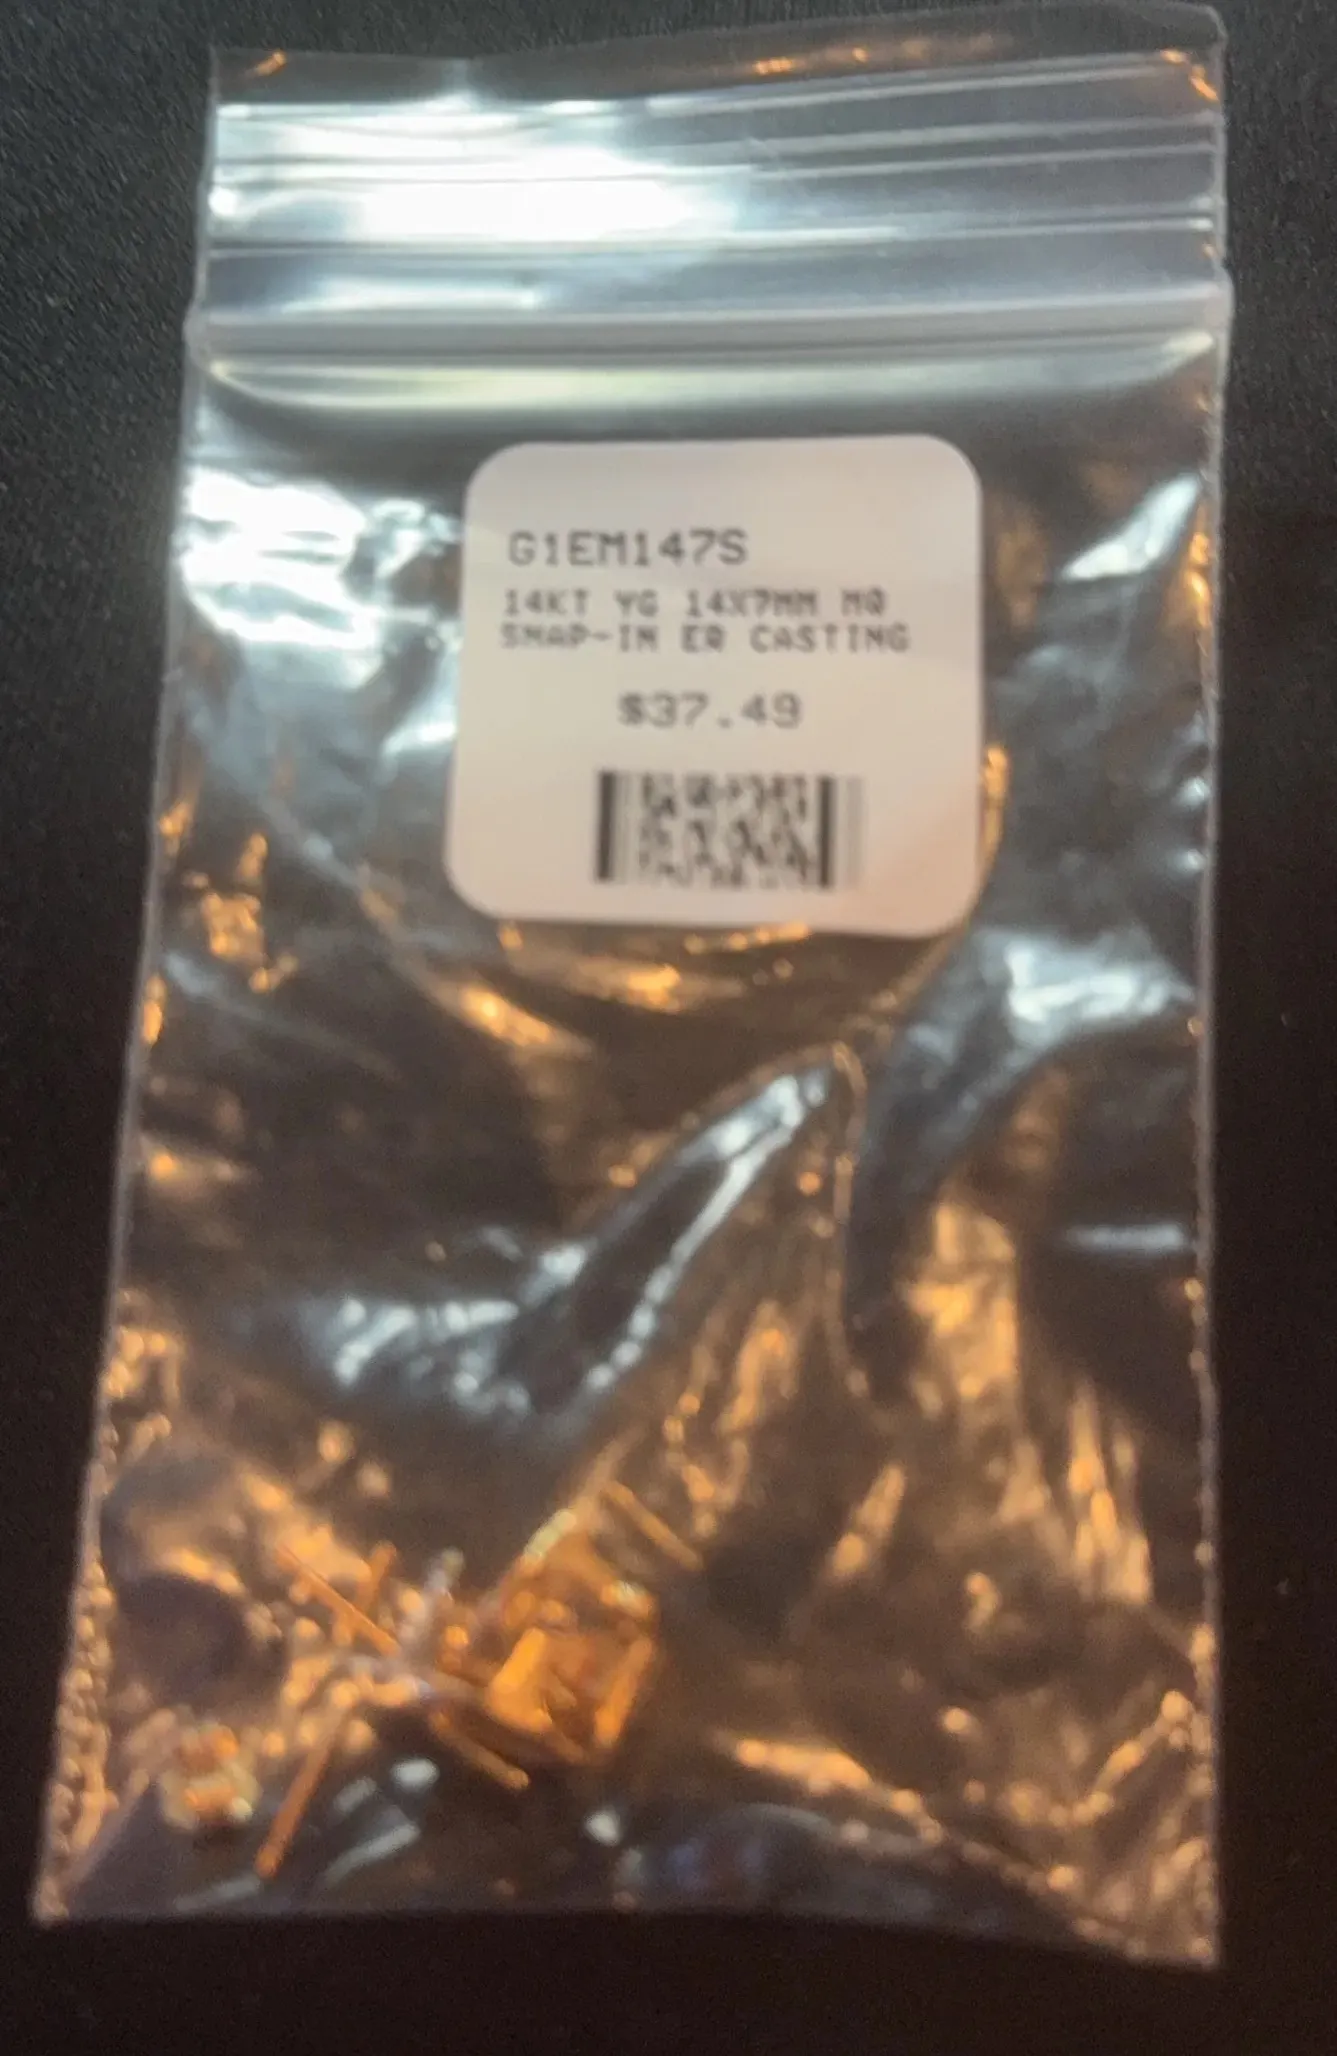 G1EM147S
14KT YG 14X7MM MQ
SNAP-IN ER CASTING
$37.49